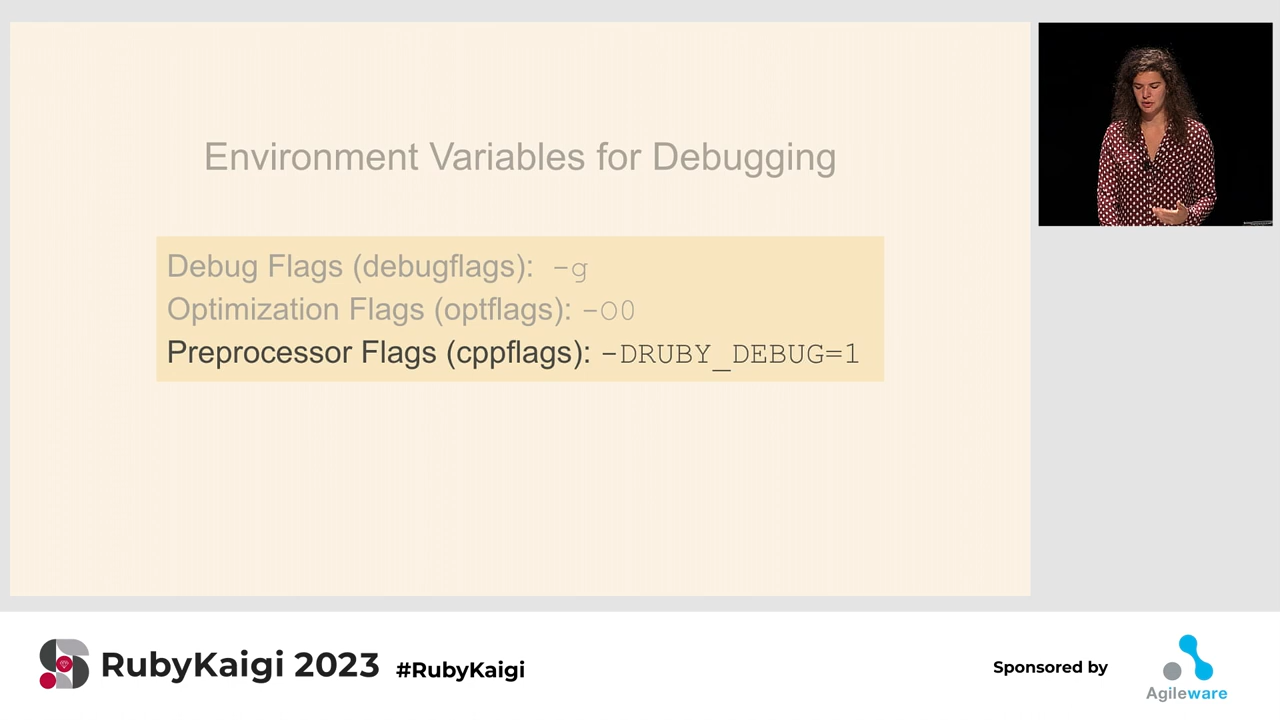 Environment Variables for Debugging
Debug Flags (debugflags): -g
Optimization Flags (optflags): -O0
Preprocessor Flags (cppflags): -DRUBY_DEBUG=1
RubyKaigi 2023 #RubyKaigi
Sponsored by
Agileware